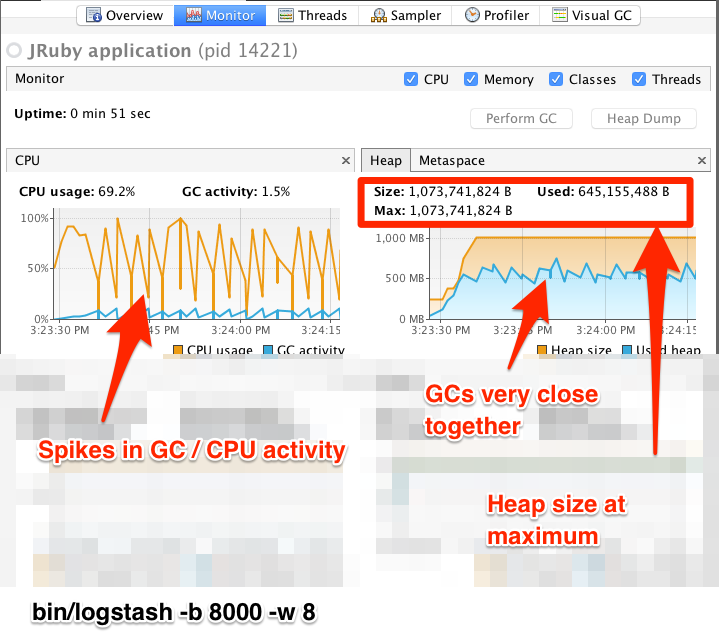 Overview Monitor Threads Sampler Profiler Visual GC
JRuby application (pid 14221)
Monitor CPU Memory Classes Threads
Uptime: 0 min 51 sec Perform GC Heap Dump
CPU × Heap Metaspace ×
CPU usage: 69.2% GC activity: 1.5%
Size: 1,073,741,824 B Used: 645,155,488 B
Max: 1,073,741,824 B
100%
50%
0%
3:23:30 PM 45 PM 3:24:00 PM 3:24:15
CPU usage GC activity
1,000 MB
500 MB
0 MB
3:23:30 PM 3:23 5 PM 3:24:00 PM 3:24:15
Heap size Used heap
Spikes in GC / CPU activity
GCs very close
together
Heap size at
maximum
bin/logstash -b 8000 -w 8